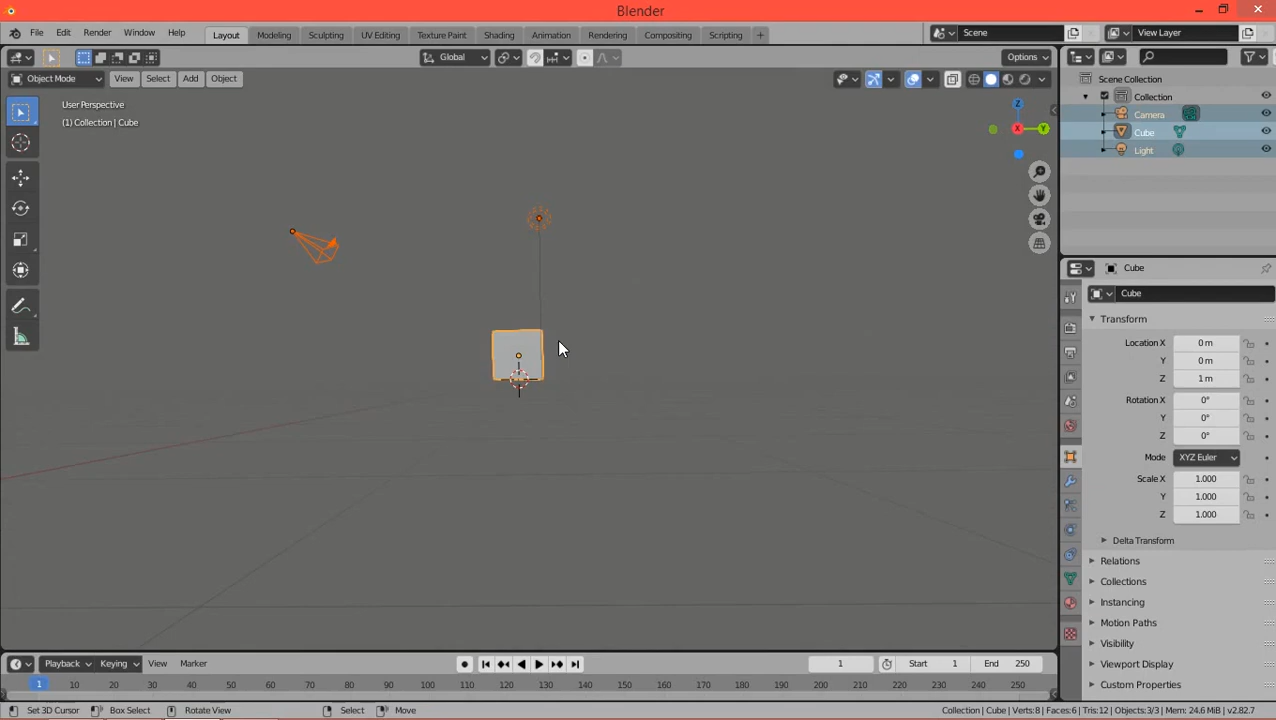 Blender
File Edit Render Window Help Layout Modeling Sculpting UV Editing Texture Paint Shading Animation Rendering Compositing Scripting + Scene View Layer
Global Options
Object Mode View Select Add Object
User Perspective
(1) Collection | Cube
Z
X
Y
Scene Collection
Collection
Camera
Cube
Light
Cube
Cube
Transform
Location X 0 m
Y 0 m
Z 1 m
Rotation X 0°
Y 0°
Z 0°
Mode XYZ Euler
Scale X 1.000
Y 1.000
Z 1.000
Delta Transform
Relations
Collections
Instancing
Motion Paths
Visibility
Viewport Display
Custom Properties
Playback Keying View Marker 1 Start 1 End 250
1 10 20 30 40 50 60 70 80 90 100 110 120 130 140 150 160 170 180 190 200 210 220 230 240 250
Set 3D Cursor Box Select Rotate View Select Move Collection | Cube | Verts:8 | Faces:6 | Tris:12 | Objects:3/3 | Mem: 24.6 MiB | v2.82.7